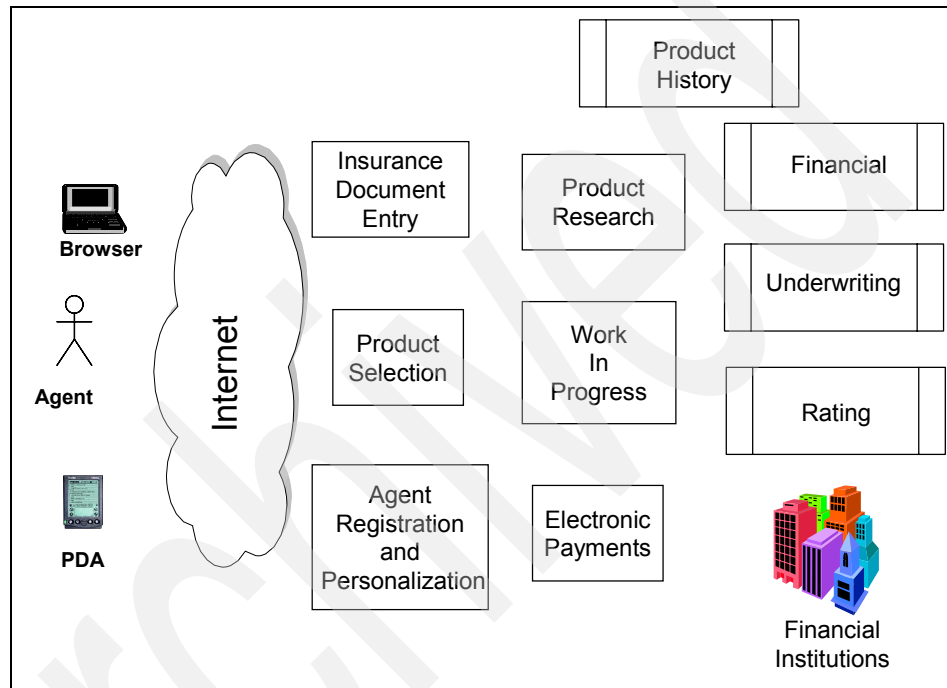 Product
History
Insurance
Document
Entry
Product
Research
Financial
Browser
Underwriting
Internet
Product
Selection
Work
In
Progress
Agent
Rating
Agent
Registration
and
Personalization
Electronic
Payments
PDA
Financial
Institutions
rchived